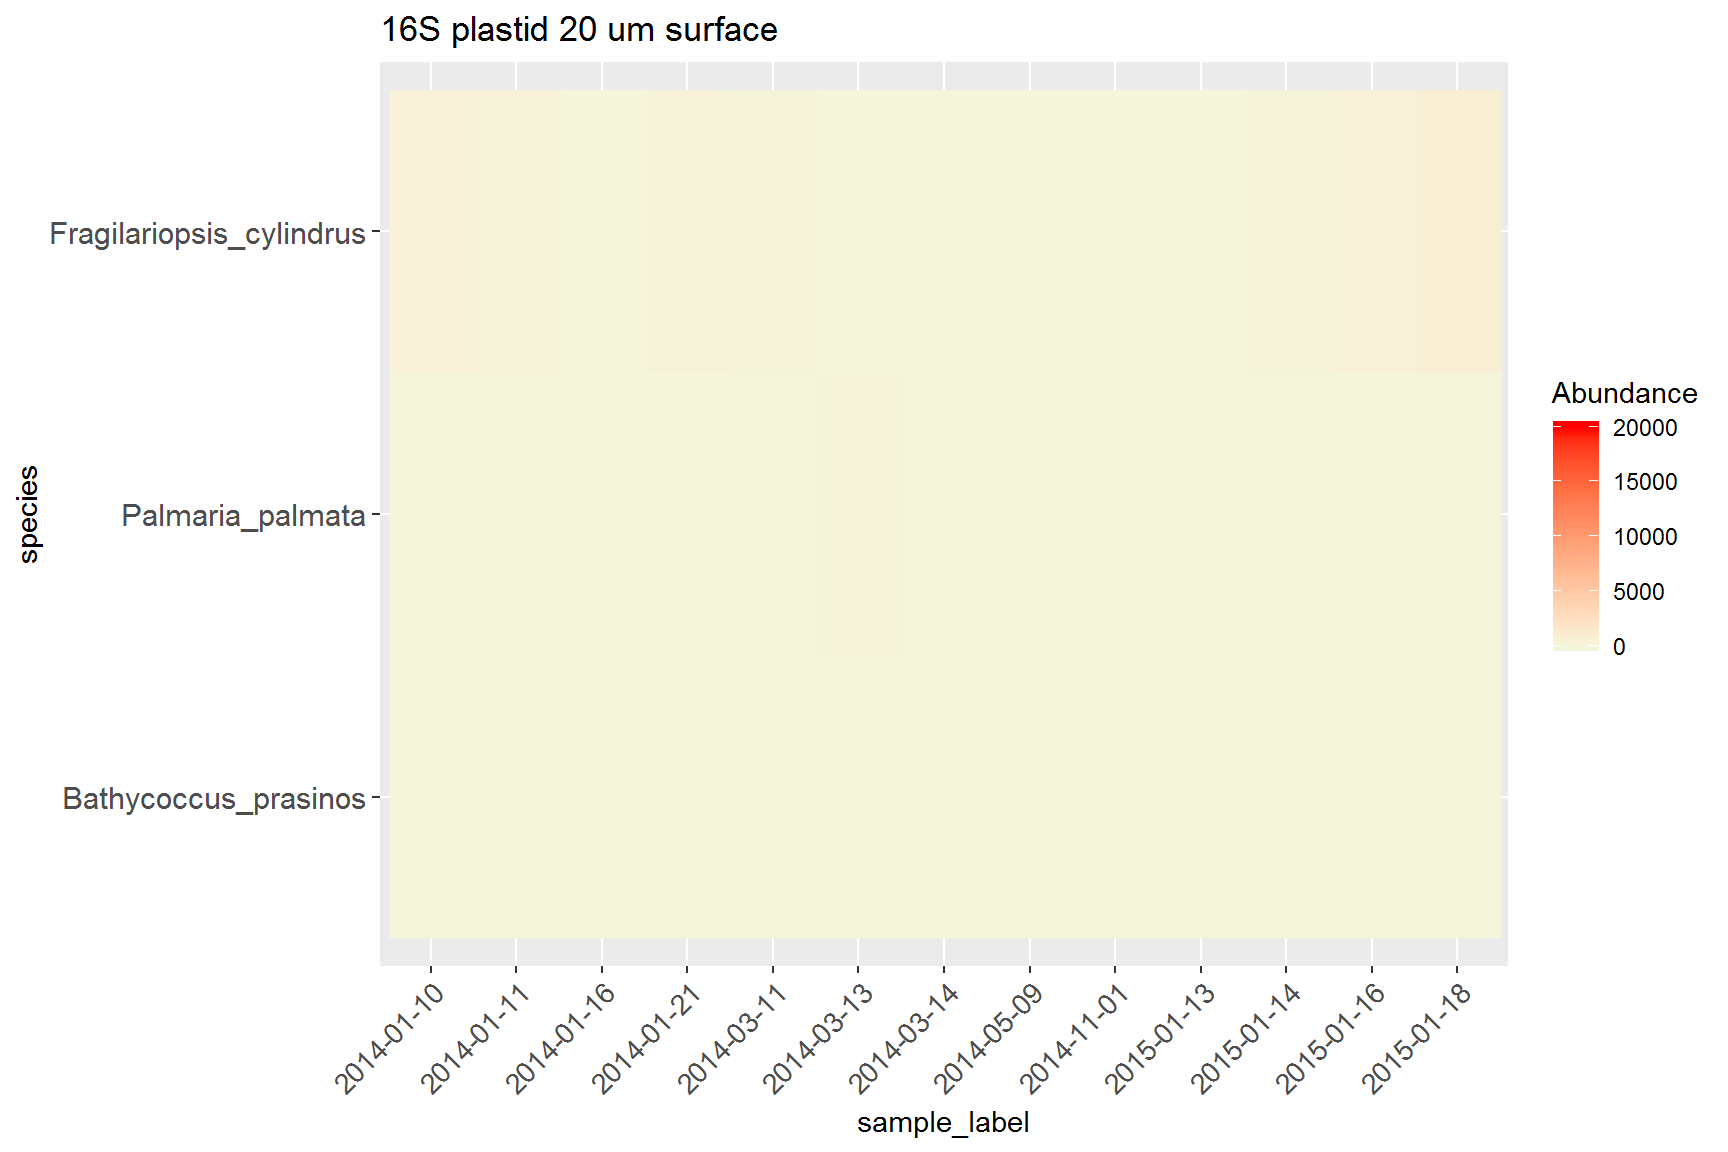 16S plastid 20 um surface
species
Fragilariopsis_cylindrus
Palmaria_palmata
Bathycoccus_prasinos
Abundance
20000
15000
10000
5000
0
2014-01-10
2014-01-11
2014-01-16
2014-01-21
2014-03-11
2014-03-13
2014-03-14
2014-05-09
2014-11-01
2015-01-13
2015-01-14
2015-01-16
2015-01-18
sample_label